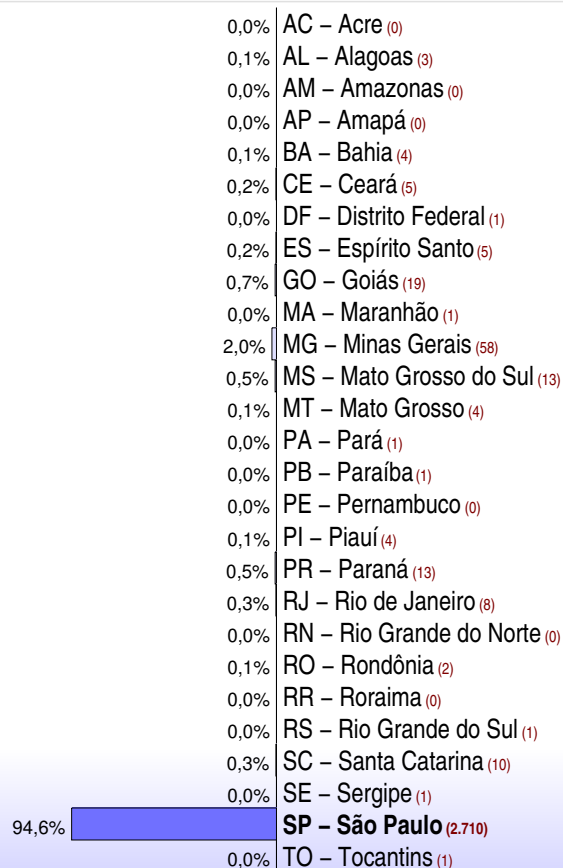 0,0% AC – Acre (0)
0,1% AL – Alagoas (3)
0,0% AM – Amazonas (0)
0,0% AP – Amapá (0)
0,1% BA – Bahia (4)
0,2% CE – Ceará (5)
0,0% DF – Distrito Federal (1)
0,2% ES – Espírito Santo (5)
0,7% GO – Goiás (19)
0,0% MA – Maranhão (1)
2,0% MG – Minas Gerais (58)
0,5% MS – Mato Grosso do Sul (13)
0,1% MT – Mato Grosso (4)
0,0% PA – Pará (1)
0,0% PB – Paraíba (1)
0,0% PE – Pernambuco (0)
0,1% PI – Piauí (4)
0,5% PR – Paraná (13)
0,3% RJ – Rio de Janeiro (8)
0,0% RN – Rio Grande do Norte (0)
0,1% RO – Rondônia (2)
0,0% RR – Roraima (0)
0,0% RS – Rio Grande do Sul (1)
0,3% SC – Santa Catarina (10)
0,0% SE – Sergipe (1)
94,6% SP – São Paulo (2.710)
0,0% TO – Tocantins (1)